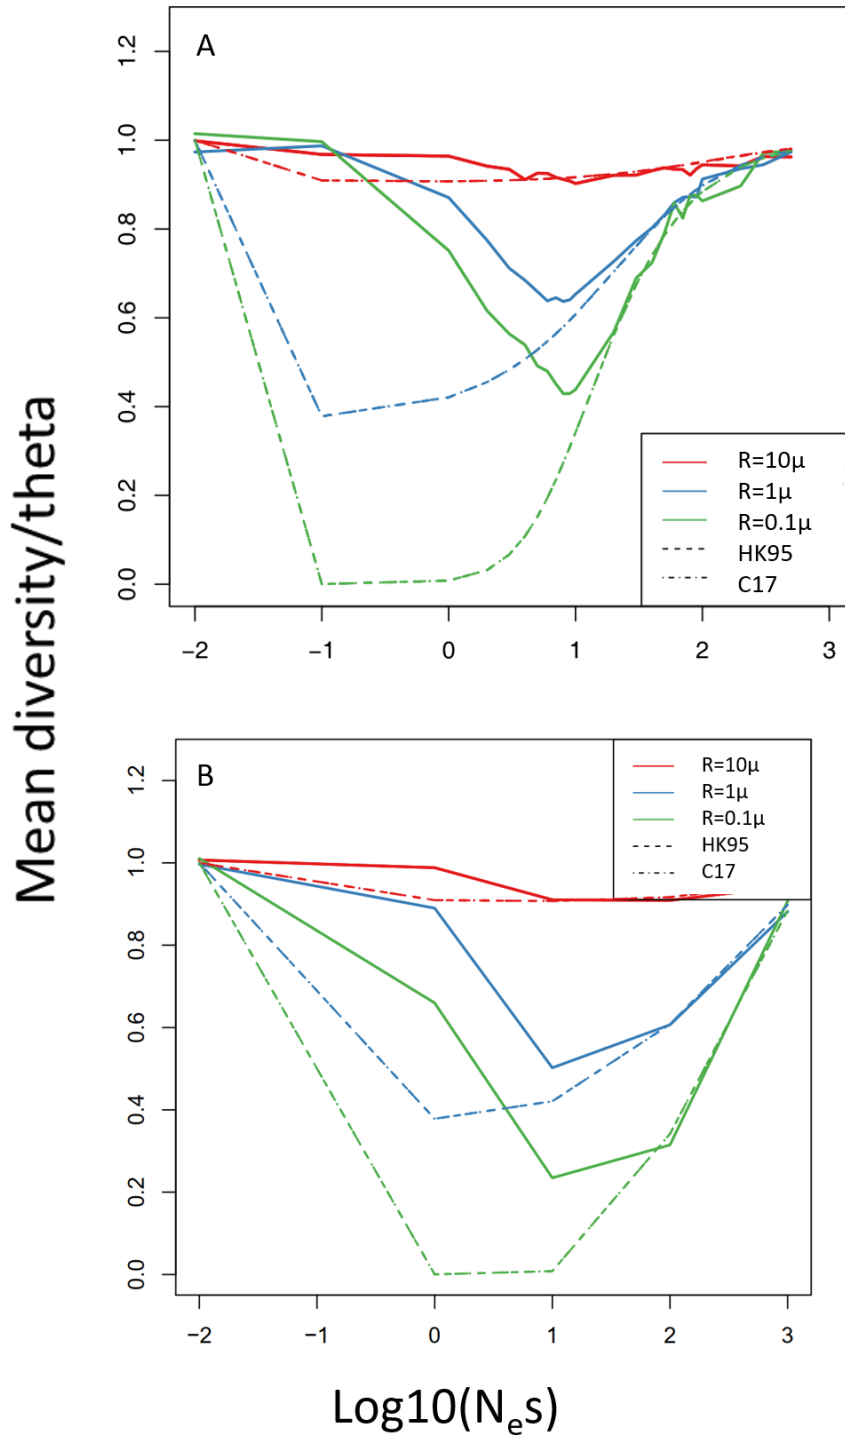 Mean diversity/theta
A
1.2
1.0
0.8
0.6
0.4
0.2
0.0
−2 −1 0 1 2 3
R=10μ
R=1μ
R=0.1μ
HK95
C17
B
1.2
1.0
0.8
0.6
0.4
0.2
0.0
−2 −1 0 1 2 3
R=10μ
R=1μ
R=0.1μ
HK95
C17
Log10(Nₑs)